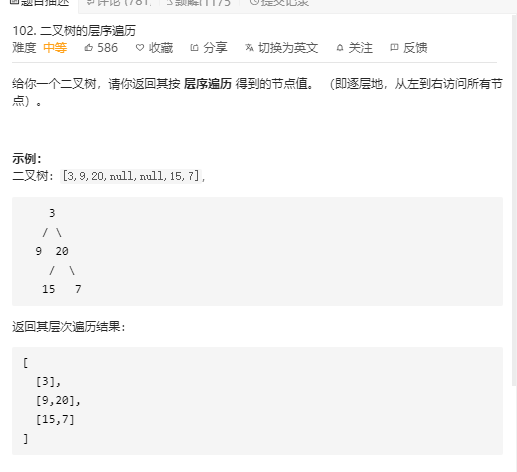 题目描述
评论 (781)
题解(1175
提交记录
102. 二叉树的层序遍历
难度 中等 586 收藏 分享 切换为英文 关注 反馈
给你一个二叉树，请你返回其按 层序遍历 得到的节点值。 （即逐层地，从左到右访问所有节
点）。
示例：
二叉树：[3,9,20,null,null,15,7],
3
/ \
9 20
/ \
15 7
返回其层次遍历结果：
[
[3],
[9,20],
[15,7]
]